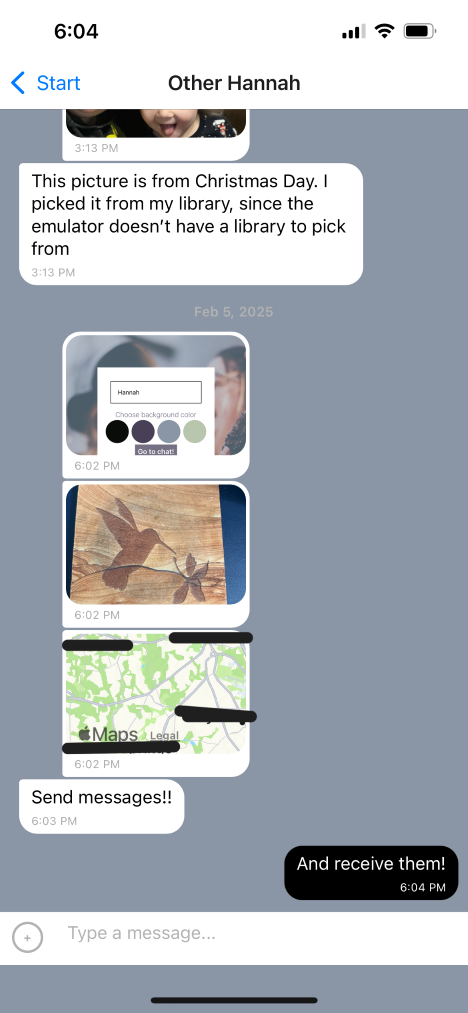 6:04
Start
Other Hannah
3:13 PM
This picture is from Christmas Day. I
picked it from my library, since the
emulator doesn’t have a library to pick
from
3:13 PM
Feb 5, 2025
Hannah
Choose background color
Go to chat!
6:02 PM
6:02 PM
Maps
Legal
6:02 PM
Send messages!!
6:03 PM
And receive them!
6:04 PM
+
Type a message...